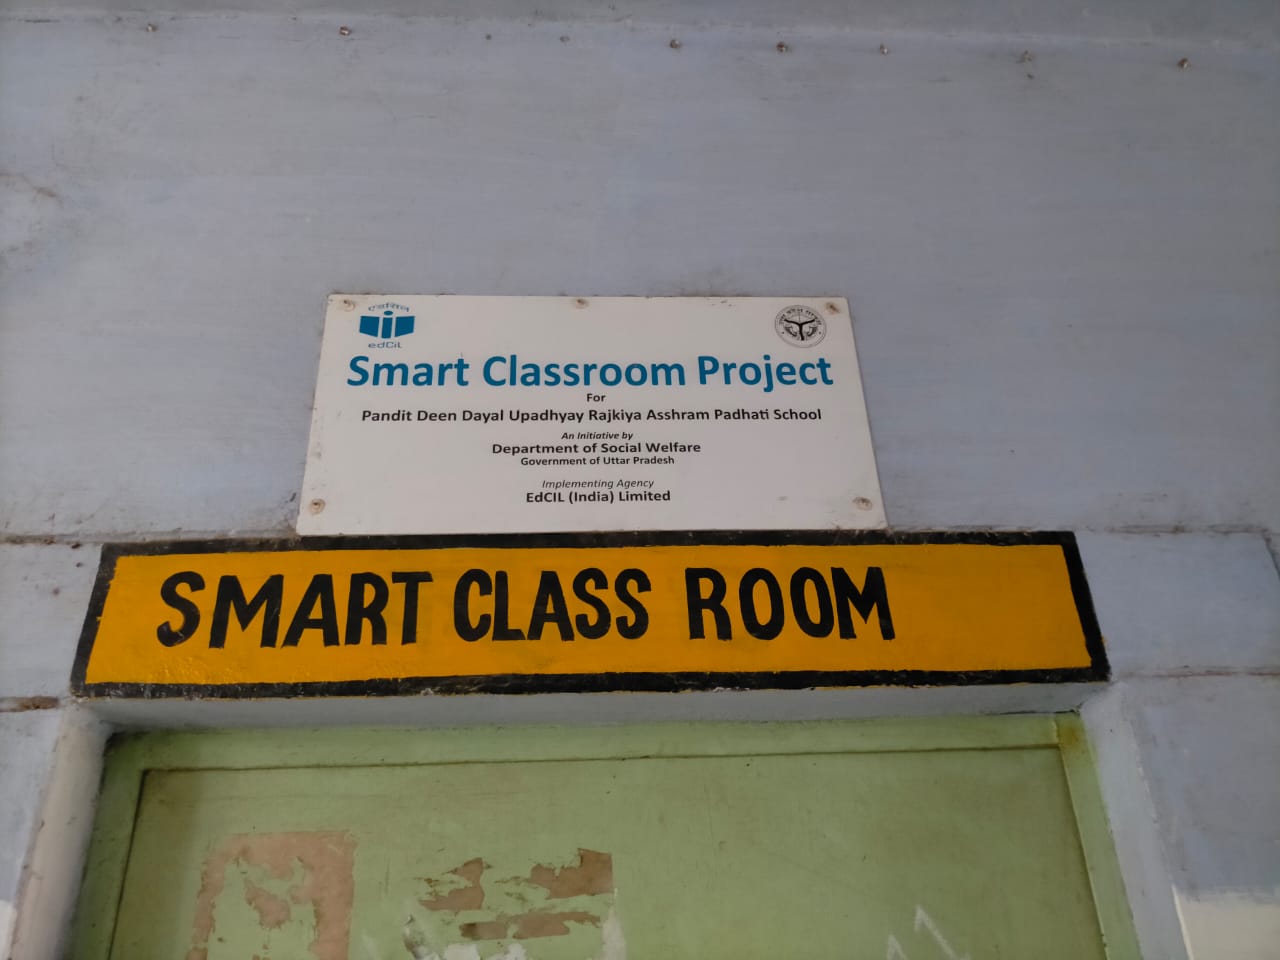 एडसिल
edCiL
Smart Classroom Project
For
Pandit Deen Dayal Upadhyay Rajkiya Asshram Padhati School
An Initiative by
Department of Social Welfare
Government of Uttar Pradesh
Implementing Agency
EdCIL (India) Limited
SMART CLASS ROOM